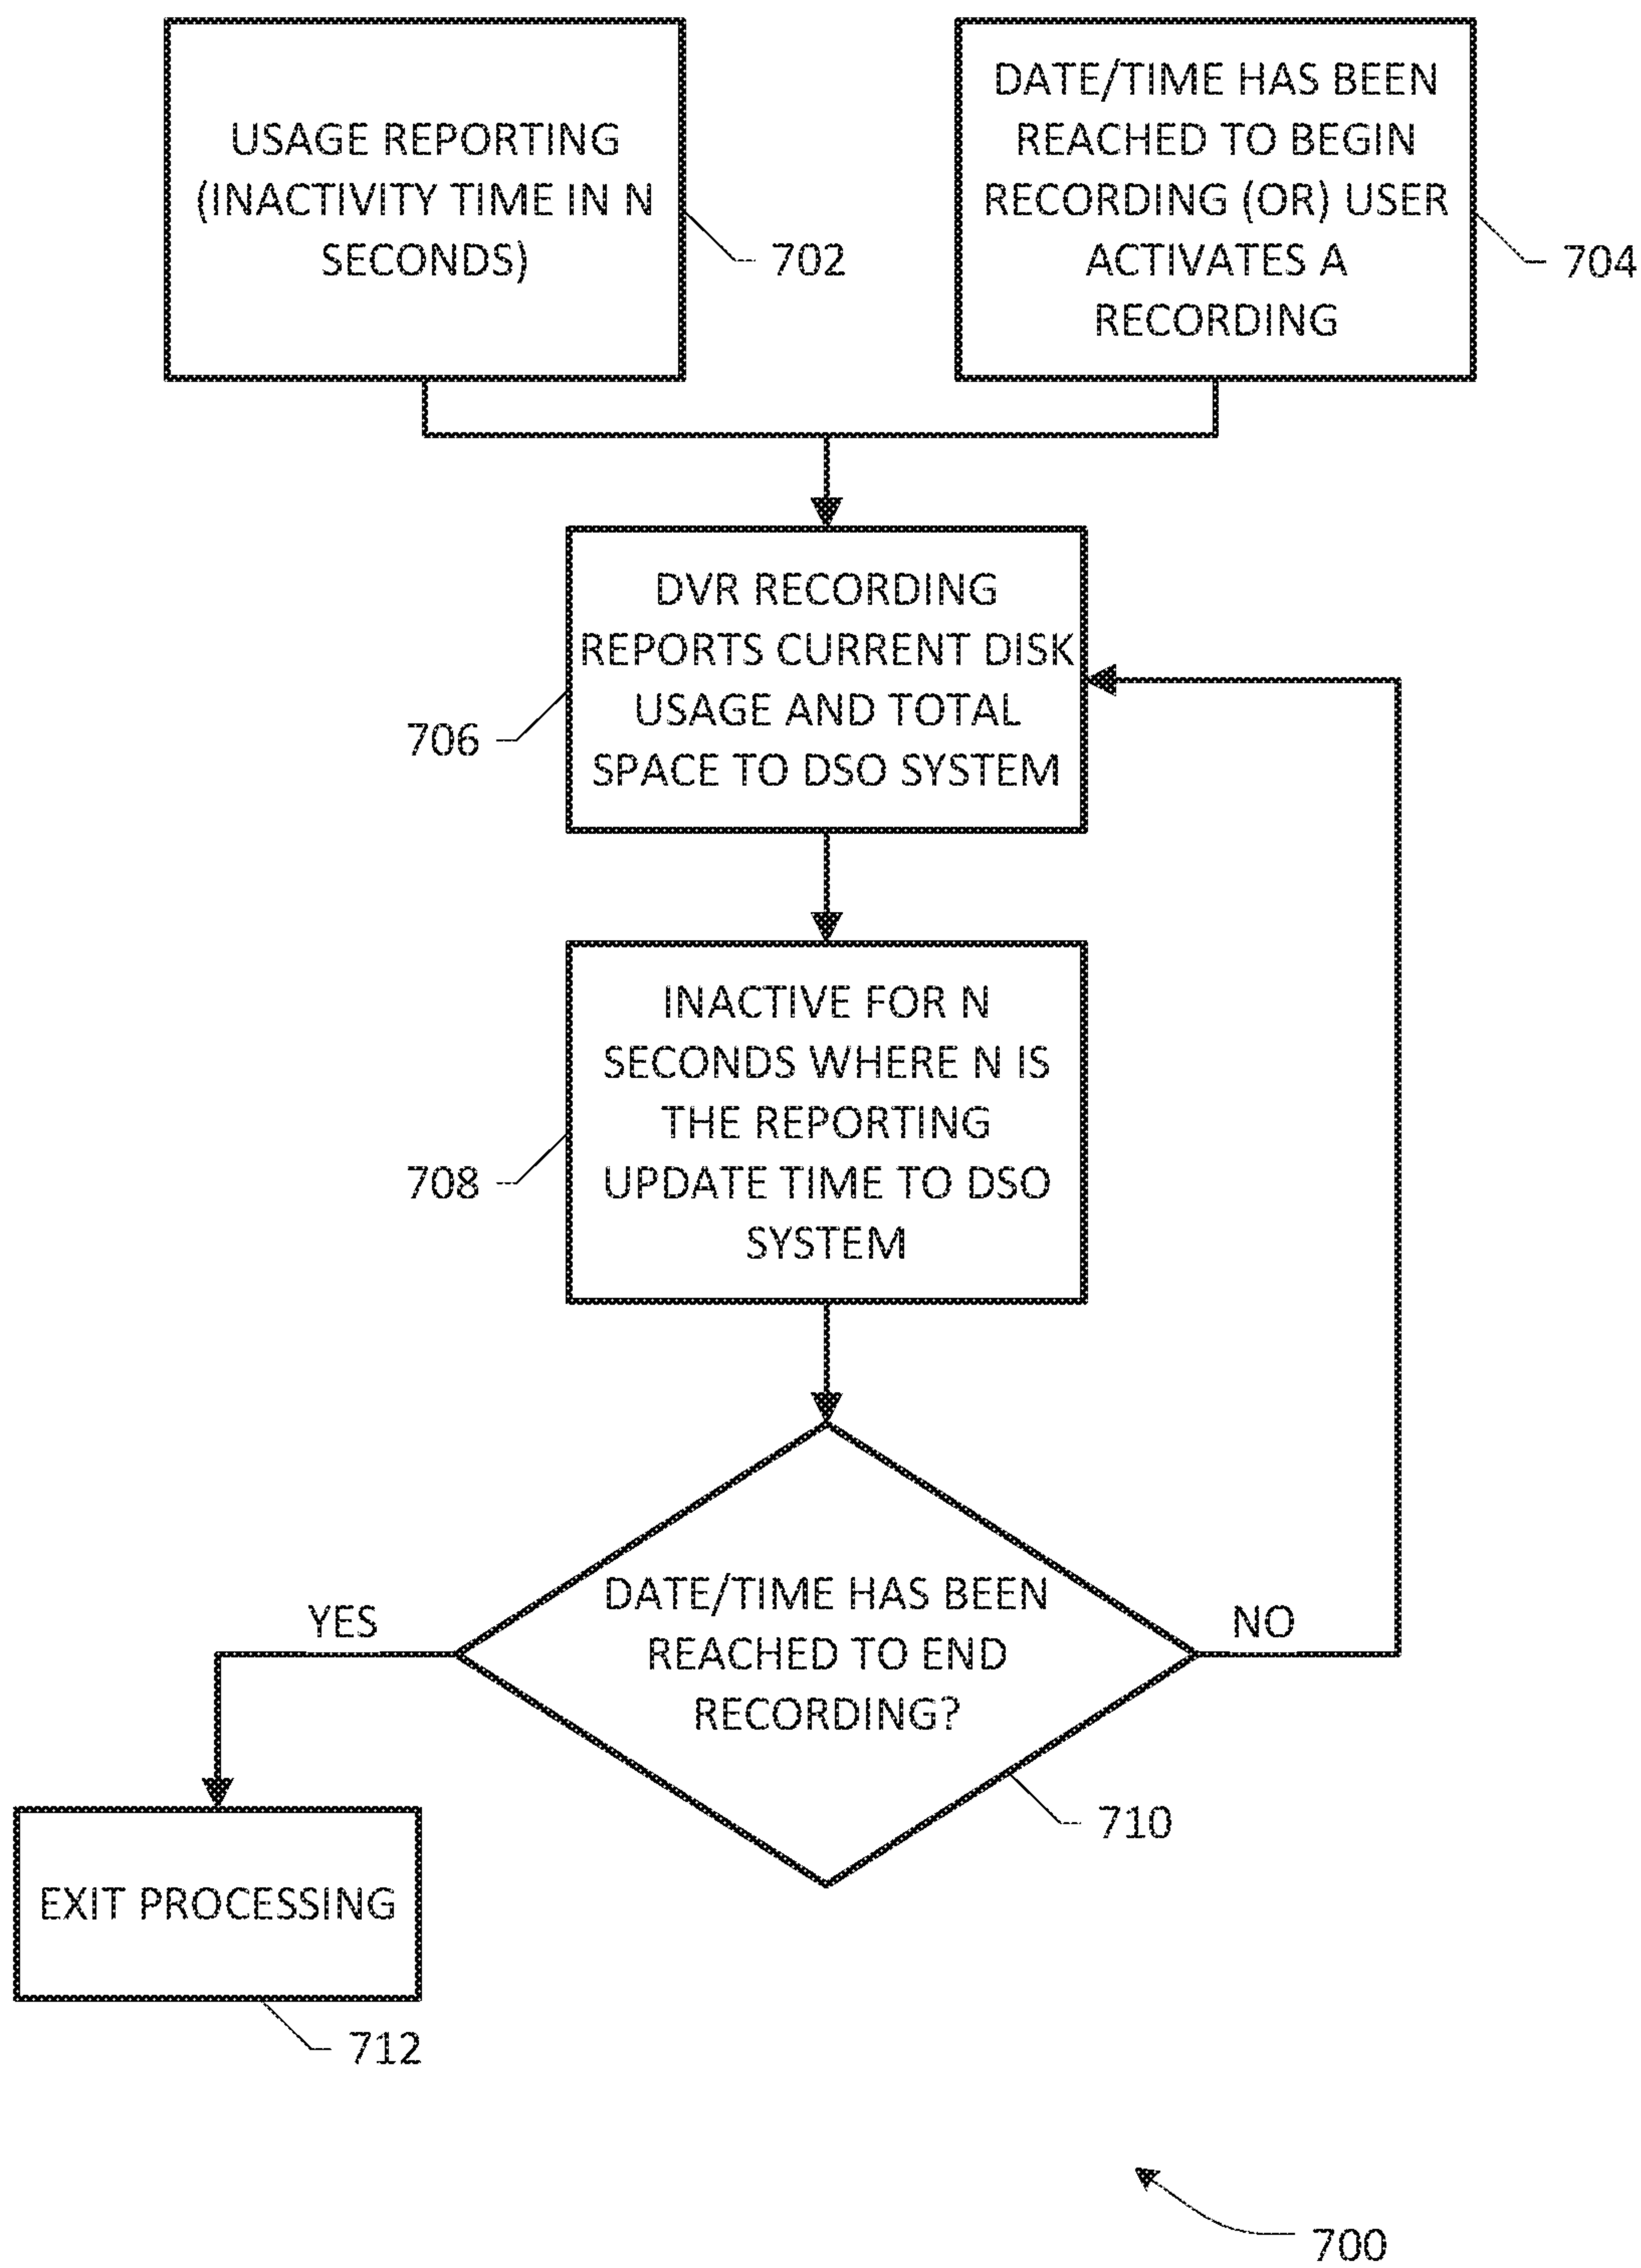 USAGE REPORTING
(INACTIVITY TIME IN N
SECONDS)
702
DATE/TIME HAS BEEN
REACHED TO BEGIN
RECORDING (OR) USER
ACTIVATES A
RECORDING
704
DVR RECORDING
REPORTS CURRENT DISK
USAGE AND TOTAL
SPACE TO DSO SYSTEM
706
INACTIVE FOR N
SECONDS WHERE N IS
THE REPORTING
UPDATE TIME TO DSO
SYSTEM
708
DATE/TIME HAS BEEN
REACHED TO END
RECORDING?
YES
NO
710
EXIT PROCESSING
712
700